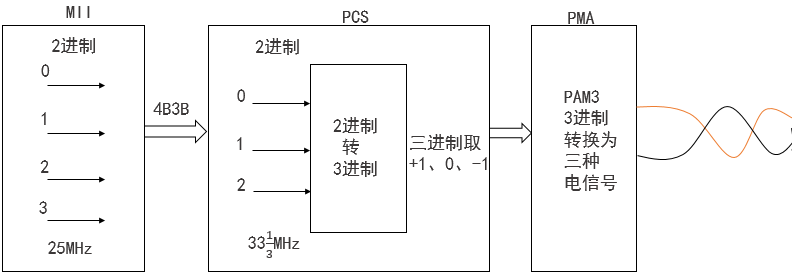 MII
2进制
0
1
2
3
25MHz
4B3B
PCS
2进制
0
1
2
33⅓MHz
2进制
转
3进制
三进制取
+1、0、-1
PMA
PAM3
3进制
转换为
三种
电信号